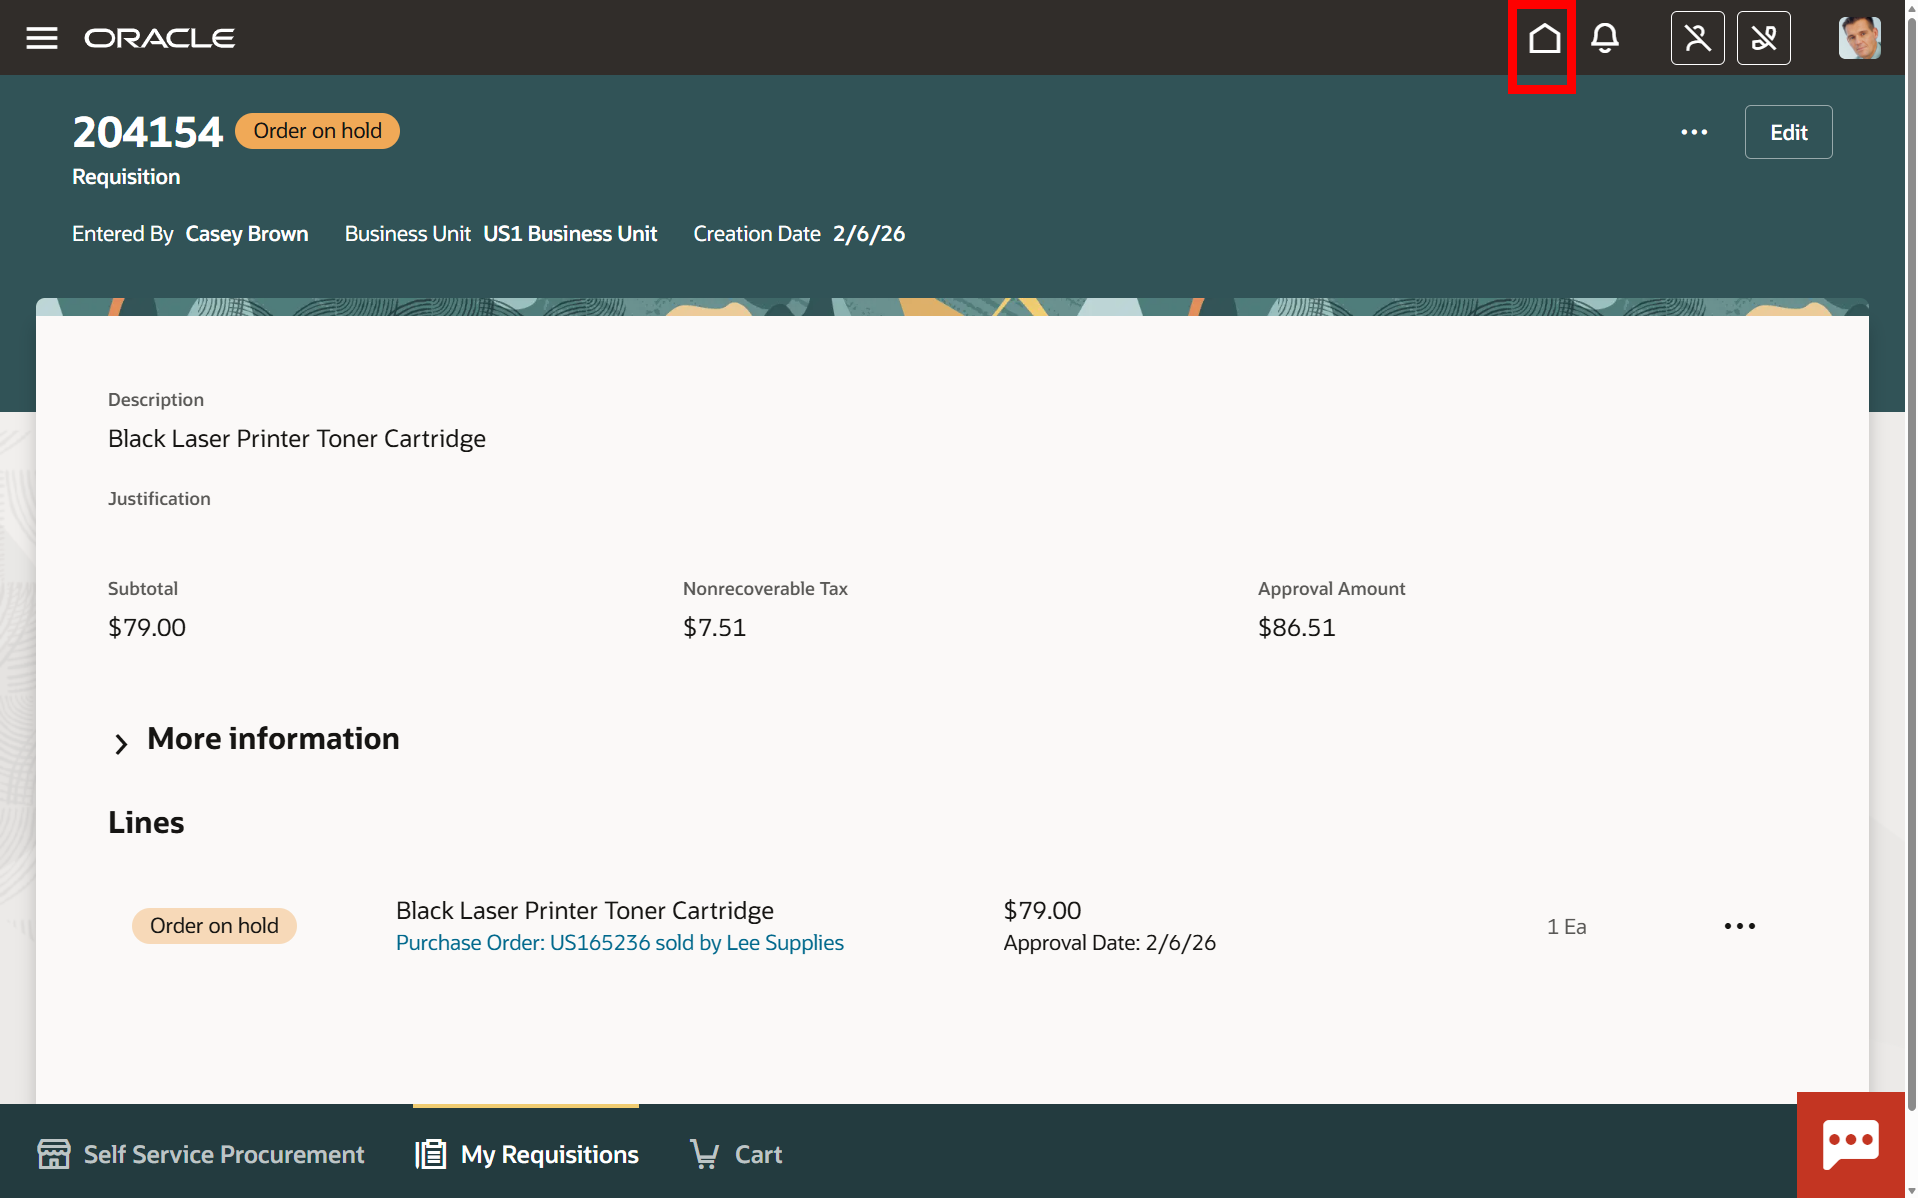 ORACLE
204154 Order on hold
Edit
Requisition
Entered By Casey Brown Business Unit US1 Business Unit Creation Date 2/6/26
Description
Black Laser Printer Toner Cartridge
Justification
Subtotal Nonrecoverable Tax Approval Amount
$79.00 $7.51 $86.51
More information
Lines
Order on hold
Black Laser Printer Toner Cartridge
Purchase Order: US165236 sold by Lee Supplies
$79.00
Approval Date: 2/6/26
1 Ea
Self Service Procurement My Requisitions Cart